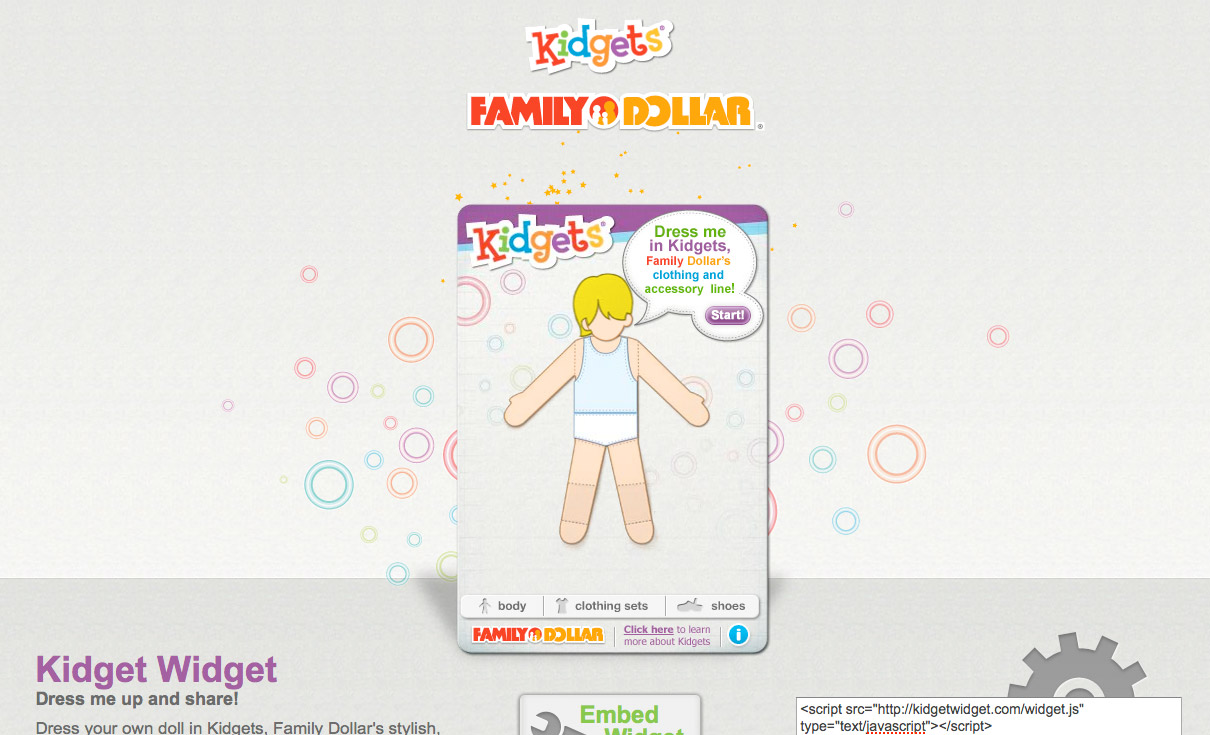 Kidgets®
FAMILY DOLLAR®
Kidgets®
Dress me
in Kidgets,
Family Dollar's
clothing and
accessory line!
Start!
body
clothing sets
shoes
FAMILY DOLLAR
Click here to learn
more about Kidgets
i
Kidget Widget
Dress me up and share!
Dress your own doll in Kidgets, Family Dollar's stylish,
Embed
Widget
<script src="http://kidgetwidget.com/widget.js"
type="text/javascript"></script>